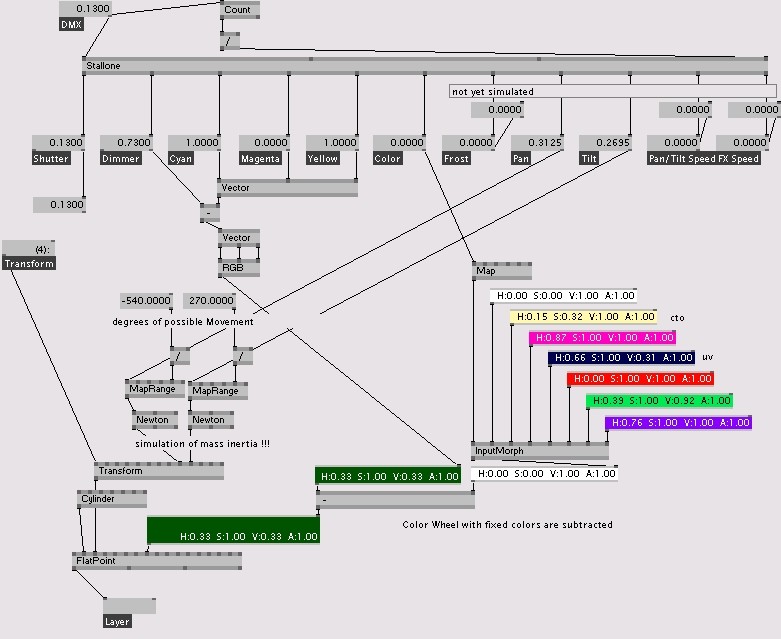 0.1300
DMX
Count
/
Stallone
not yet simulated
0.0000
0.0000
0.0000
0.1300
0.7300
1.0000
0.0000
1.0000
0.0000
0.0000
0.3125
0.2695
0.0000
0.0000
Shutter
Dimmer
Cyan
Magenta
Yellow
Color
Frost
Pan
Tilt
Pan/Tilt Speed
FX Speed
Vector
0.1300
-
Vector
(4):
Transform
RGB
Map
-540.0000
270.0000
degrees of possible Movement
H:0.00 S:0.00 V:1.00 A:1.00
H:0.15 S:0.32 V:1.00 A:1.00
cto
H:0.87 S:1.00 V:1.00 A:1.00
/
/
H:0.66 S:1.00 V:0.31 A:1.00
uv
H:0.00 S:1.00 V:1.00 A:1.00
MapRange
MapRange
H:0.39 S:1.00 V:0.92 A:1.00
Newton
Newton
H:0.76 S:1.00 V:1.00 A:1.00
simulation of mass inertia !!!
InputMorph
Transform
H:0.33 S:1.00 V:0.33 A:1.00
H:0.00 S:0.00 V:1.00 A:1.00
Cylinder
-
Color Wheel with fixed colors are subtracted
H:0.33 S:1.00 V:0.33 A:1.00
FlatPoint
Layer